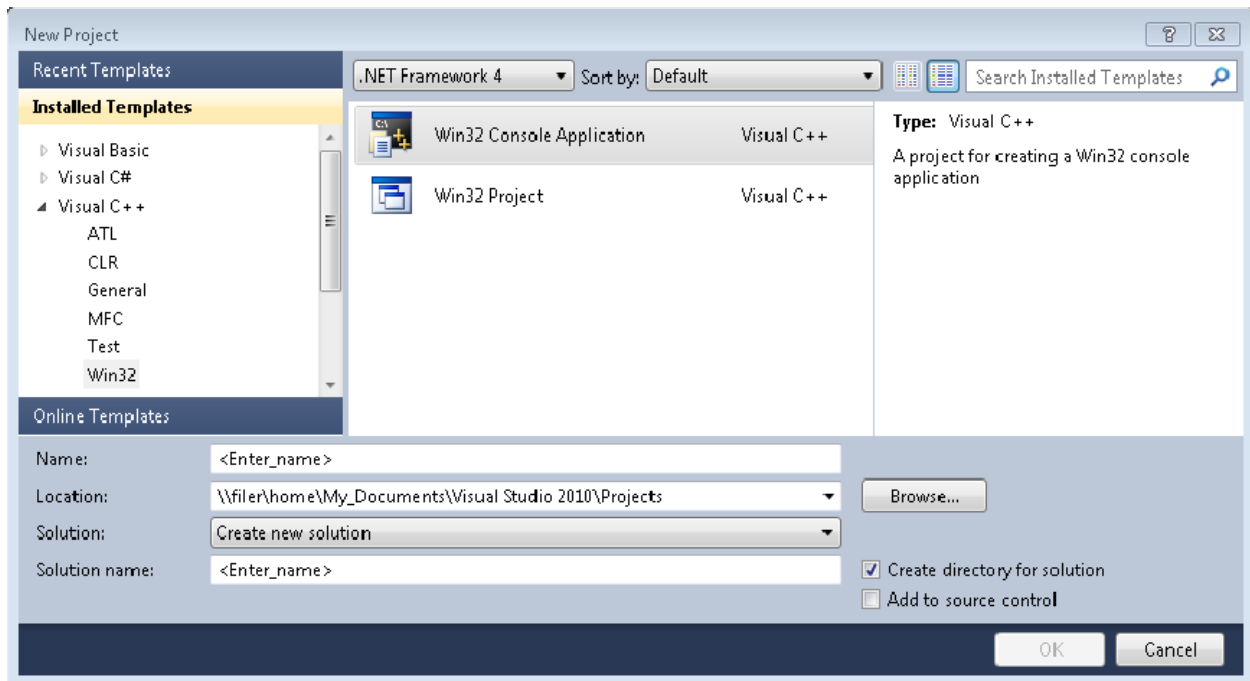 New Project
Recent Templates
.NET Framework 4
Sort by:
Default
Search Installed Templates
Installed Templates
Visual Basic
Visual C#
Visual C++
ATL
CLR
General
MFC
Test
Win32
Online Templates
Win32 Console Application Visual C++
Win32 Project Visual C++
Type: Visual C++
A project for creating a Win32 console
application
Name: <Enter_name>
Location: \\filer\home\My_Documents\Visual Studio 2010\Projects
Browse...
Solution: Create new solution
Solution name: <Enter_name>
Create directory for solution
Add to source control
OK
Cancel